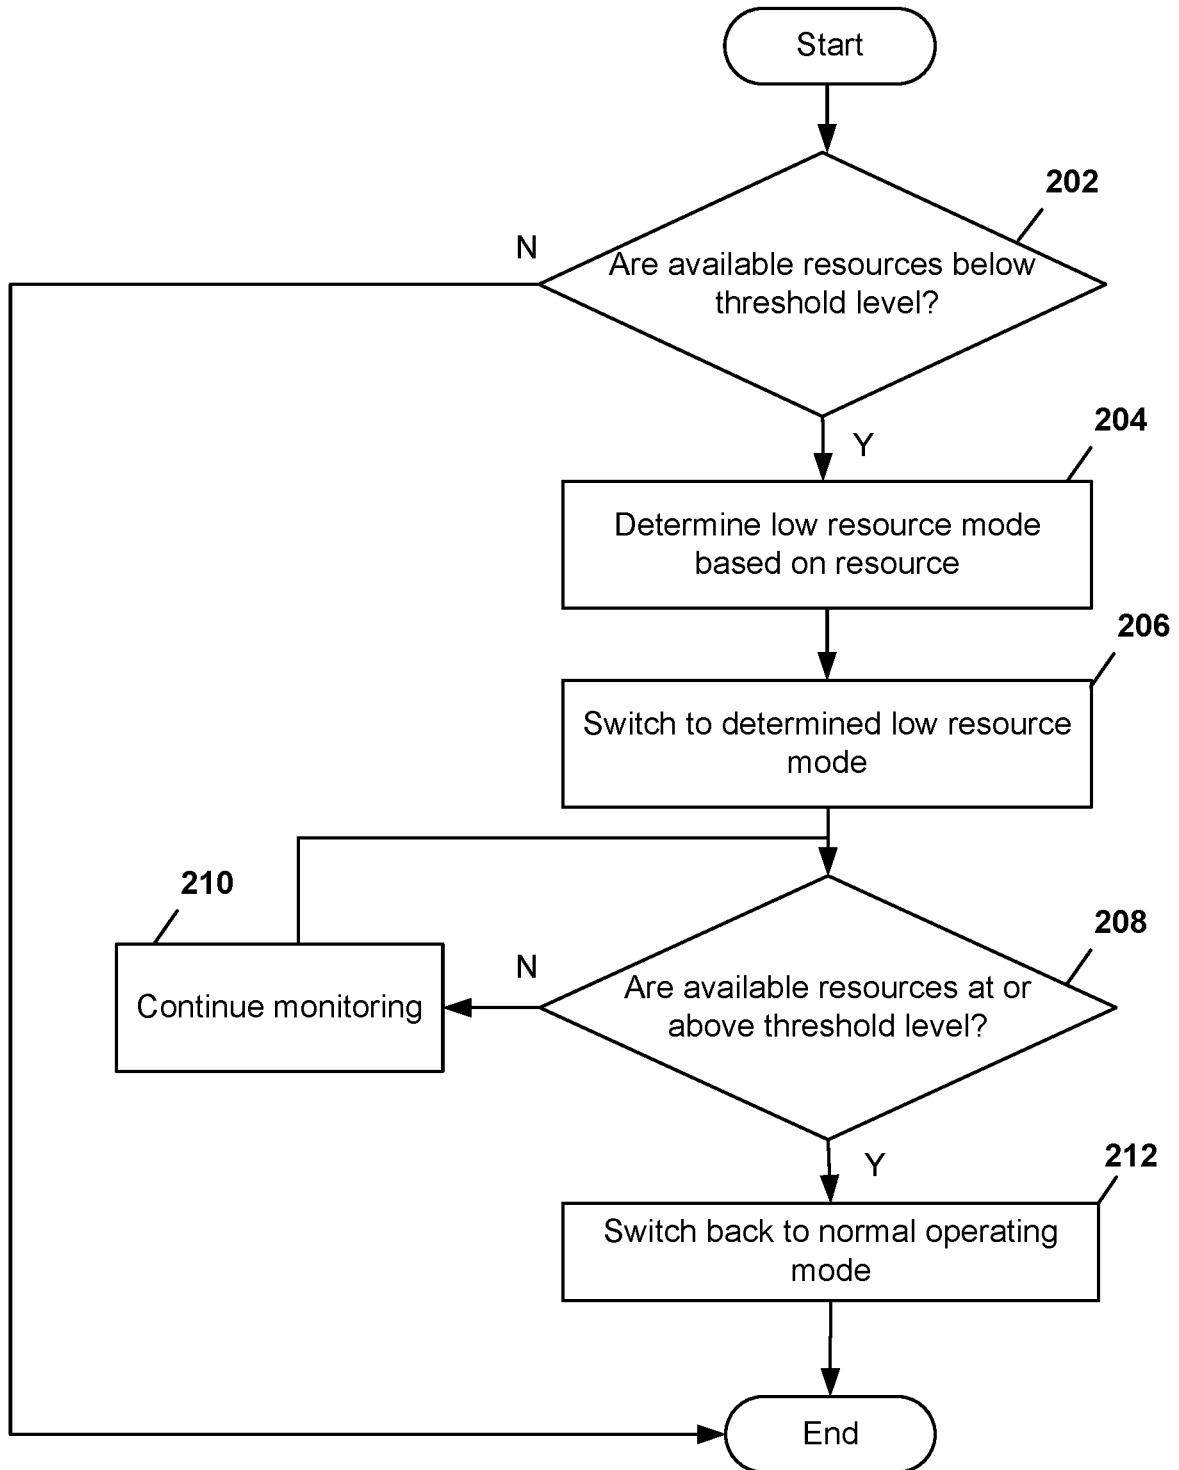 Start
202
N
Are available resources below
threshold level?
204
Y
Determine low resource mode
based on resource
206
Switch to determined low resource
mode
210
208
N
Are available resources at or
above threshold level?
Continue monitoring
212
Y
Switch back to normal operating
mode
End